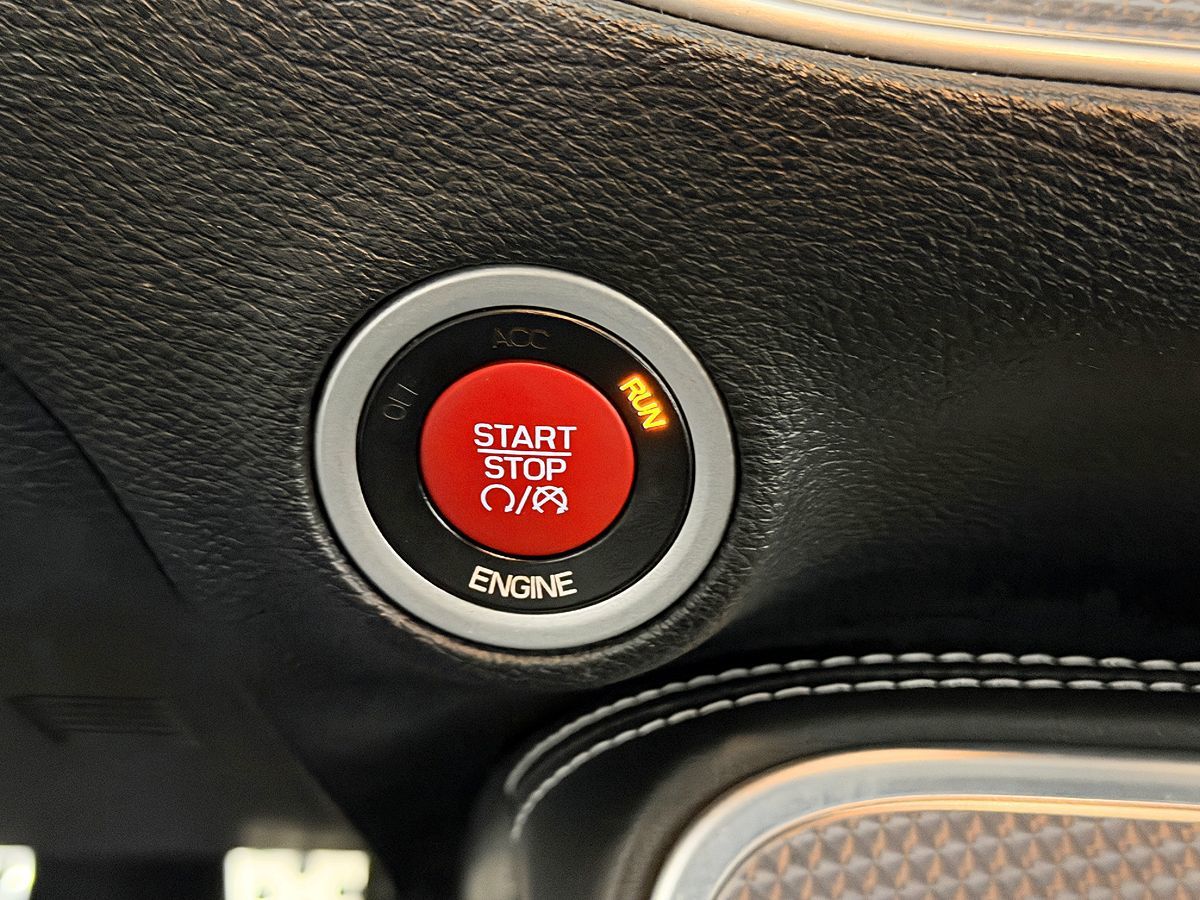 ACC
OFF
RUN
START
STOP
ENGINE